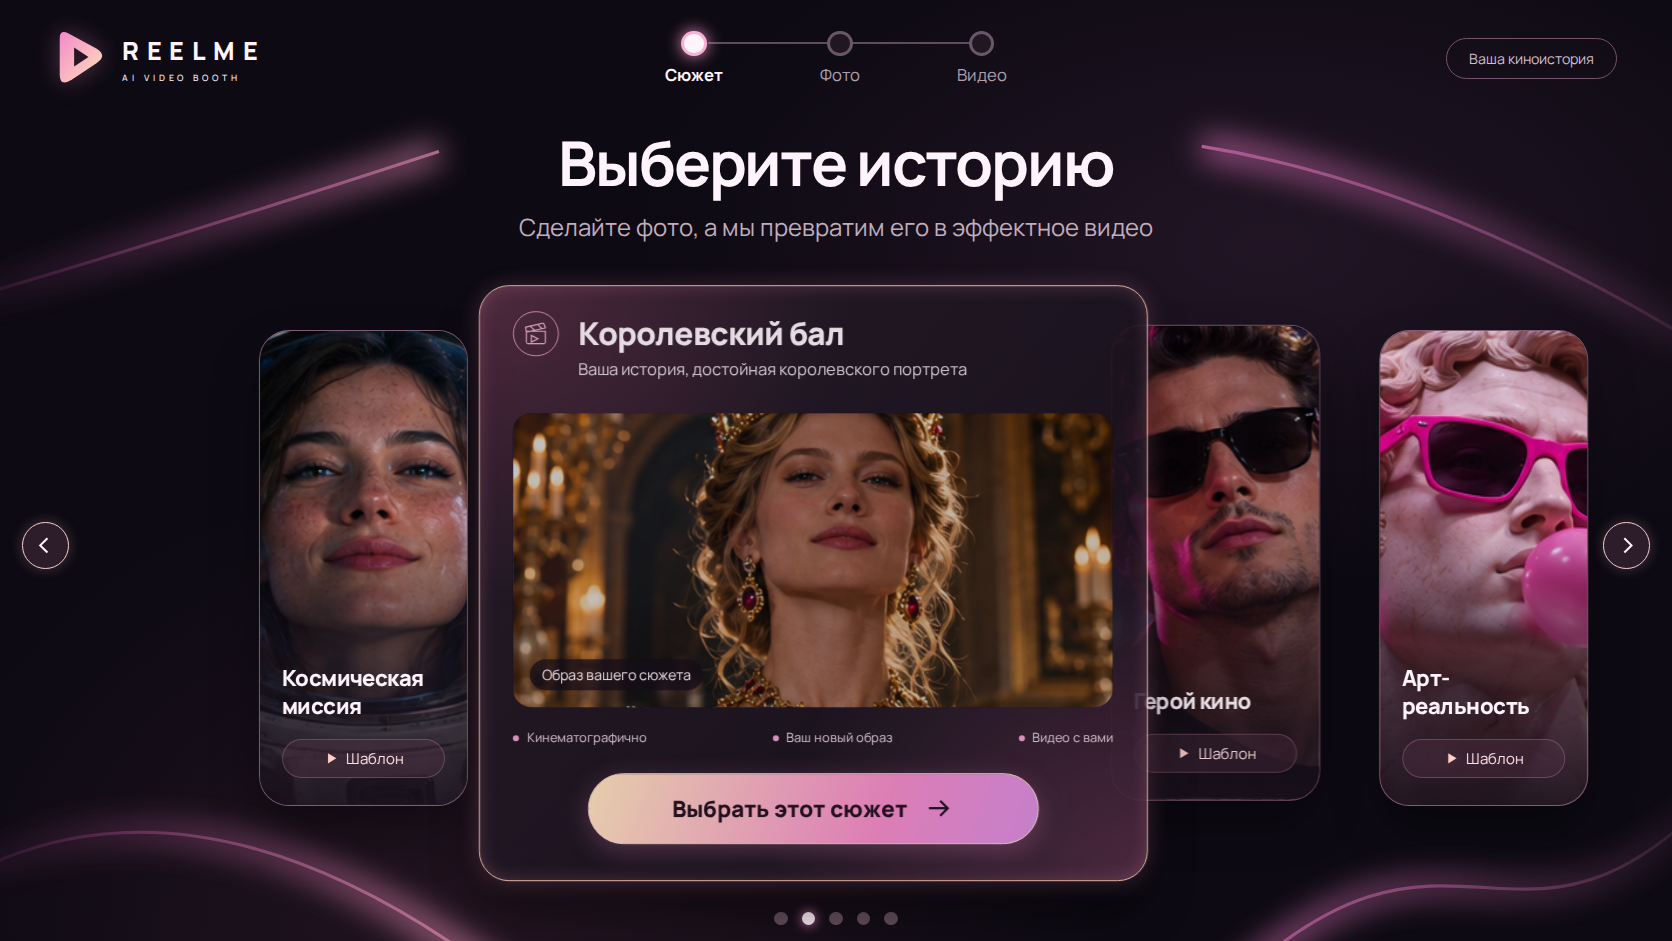 REELME
AI VIDEO BOOTH
Сюжет
Фото
Видео
Ваша киноистория
Выберите историю
Сделайте фото, а мы превратим его в эффектное видео
Королевский бал
Ваша история, достойная королевского портрета
Образ вашего сюжета
Кинематографично
Ваш новый образ
Видео с вами
Выбрать этот сюжет
Космическая
миссия
Шаблон
Герой кино
Шаблон
Арт-
реальность
Шаблон